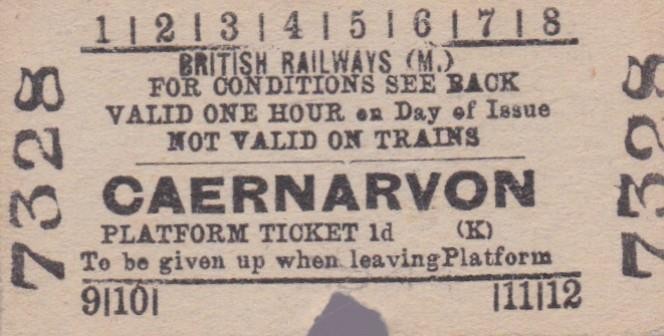 1|2|3|4|5|6|7|8
BRITISH RAILWAYS (M.)
FOR CONDITIONS SEE BACK
VALID ONE HOUR on Day of Issue
NOT VALID ON TRAINS
CAERNARVON
PLATFORM TICKET 1d (K)
To be given up when leaving Platform
9|10| |11|12
7328
7328